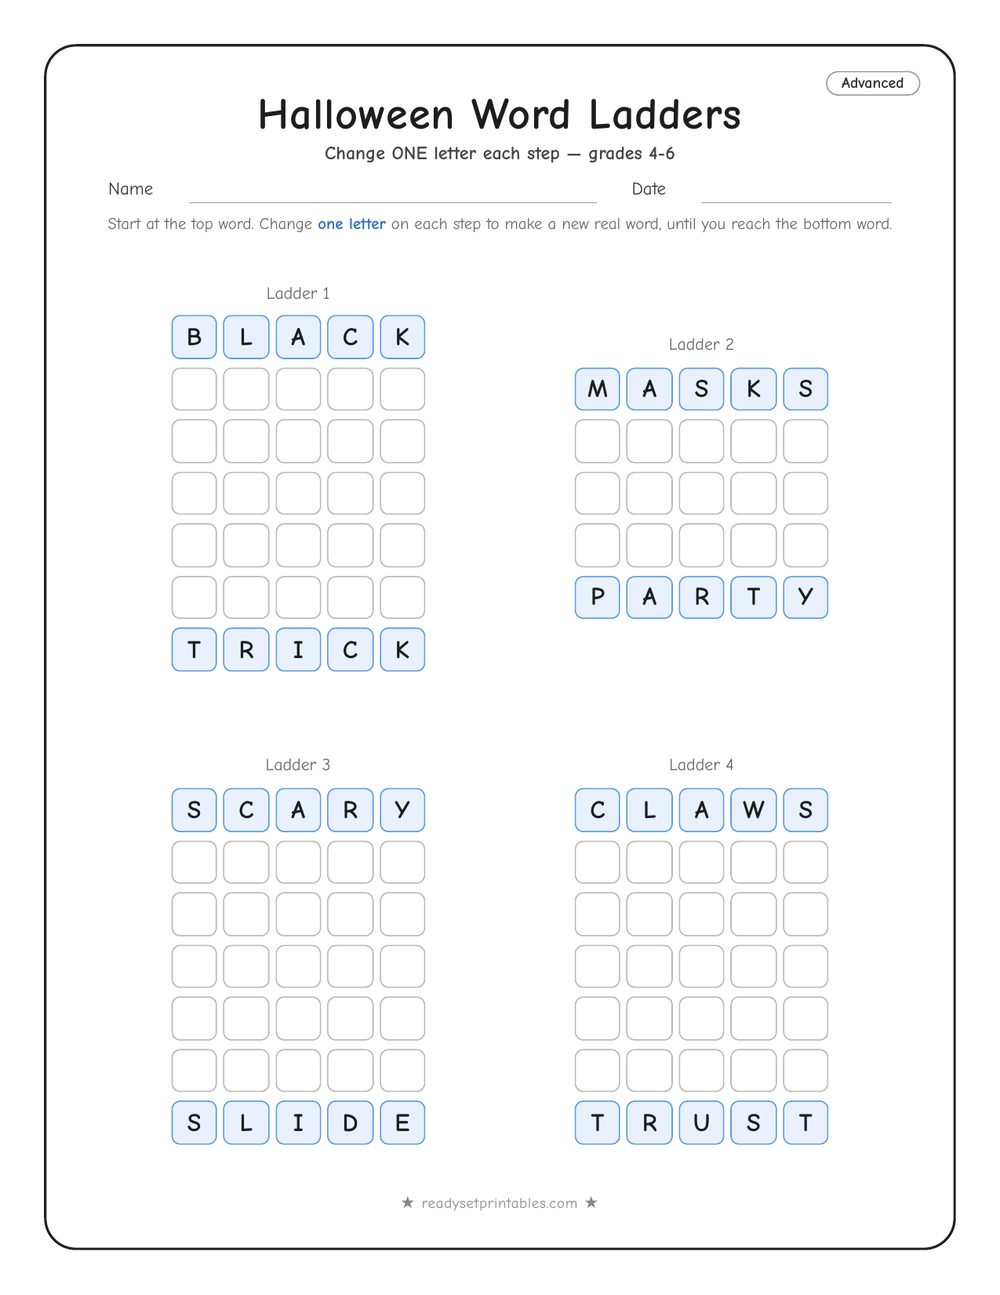 Advanced
Halloween Word Ladders
Change ONE letter each step — grades 4-6
Name
Date
Start at the top word. Change one letter on each step to make a new real word, until you reach the bottom word.
Ladder 1
B L A C K
T R I C K
Ladder 2
M A S K S
P A R T Y
Ladder 3
S C A R Y
S L I D E
Ladder 4
C L A W S
T R U S T
★ readysetprintables.com ★